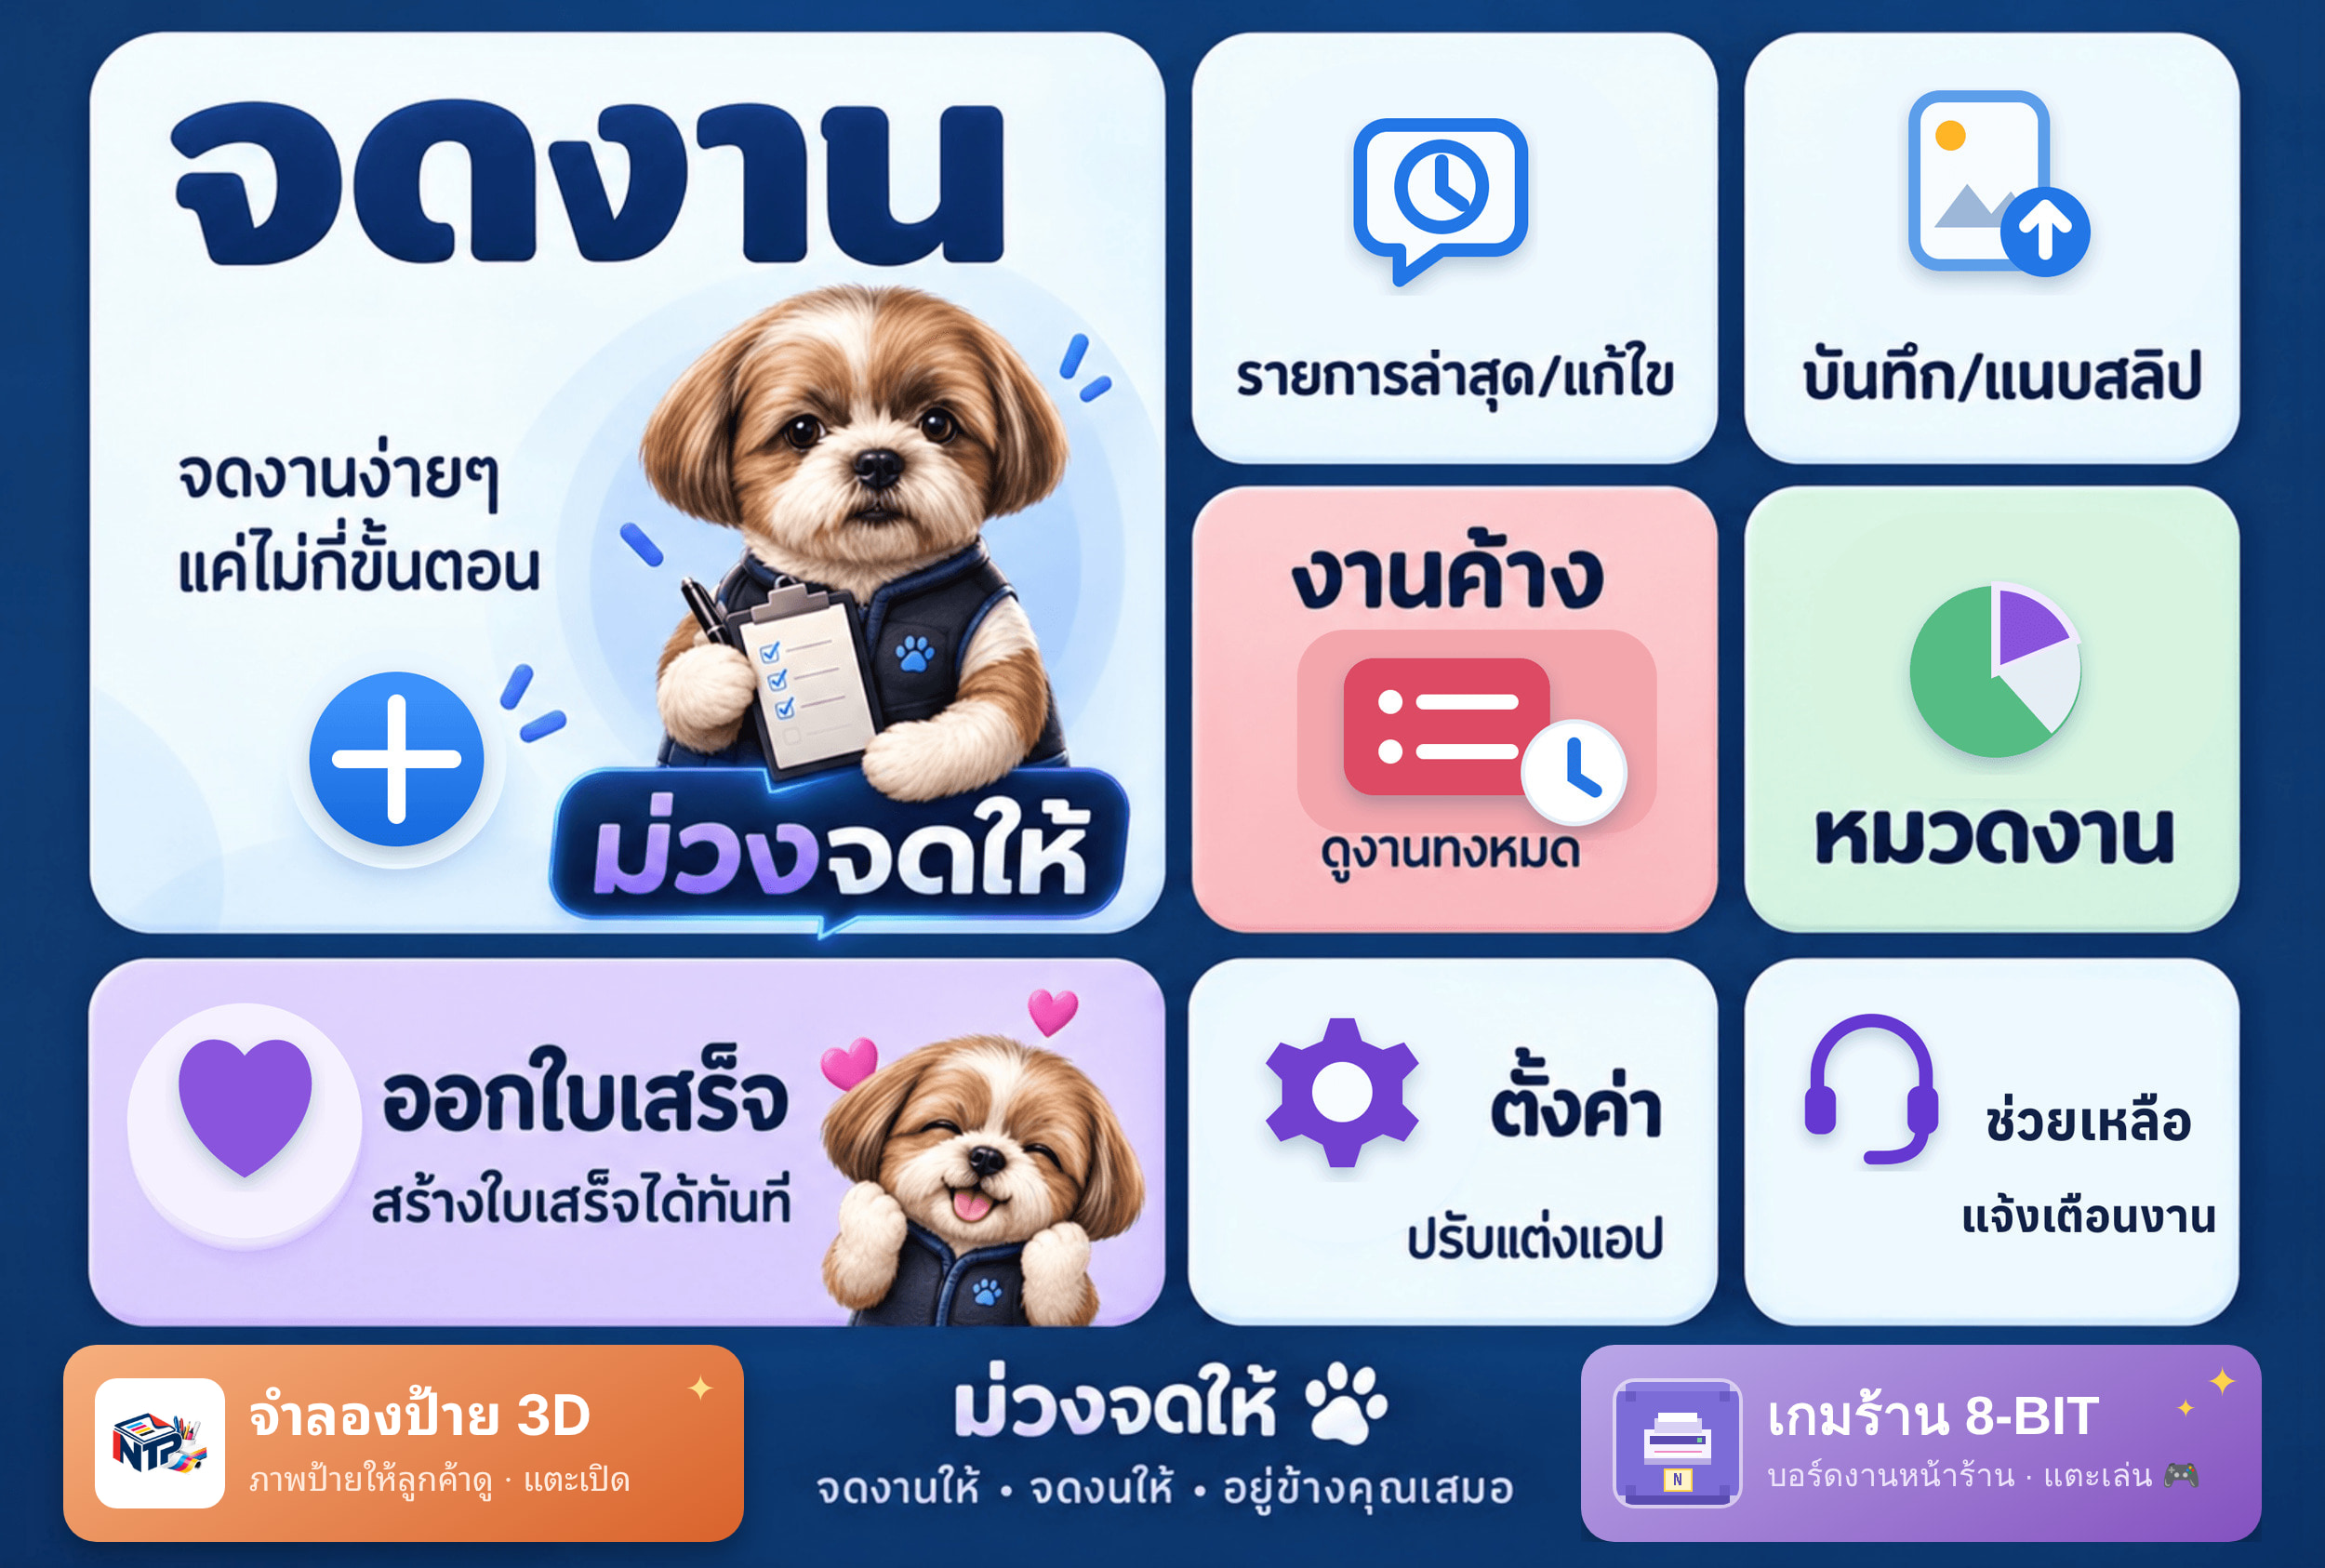 จดงาน
จดงานง่ายๆ
แค่ไม่กี่ขั้นตอน
ม่วงจดให้
รายการล่าสุด/แก้ไข
บันทึก/แนบสลิป
งานค้าง
ดูงานทงหมด
หมวดงาน
ออกใบเสร็จ
สร้างใบเสร็จได้ทันที
ตั้งค่า
ปรับแต่งแอป
ช่วยเหลือ
แจ้งเตือนงาน
NTP
จำลองป้าย 3D
ภาพป้ายให้ลูกค้าดู · แตะเปิด
ม่วงจดให้
จดงานให้ • จดงนให้ • อยู่ข้างคุณเสมอ
N
เกมร้าน 8-BIT
บอร์ดงานหน้าร้าน · แตะเล่น 🎮